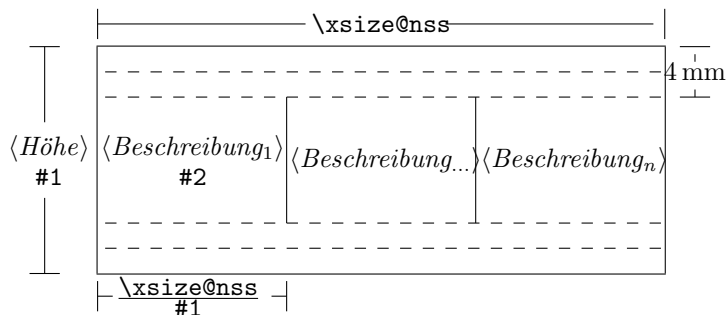 \xsize@nss
4 mm
⟨Höhe⟩ ⟨Beschreibung₁⟩ ⟨Beschreibung...⟩ ⟨Beschreibungₙ⟩
#1 #2
\xsize@nss
#1